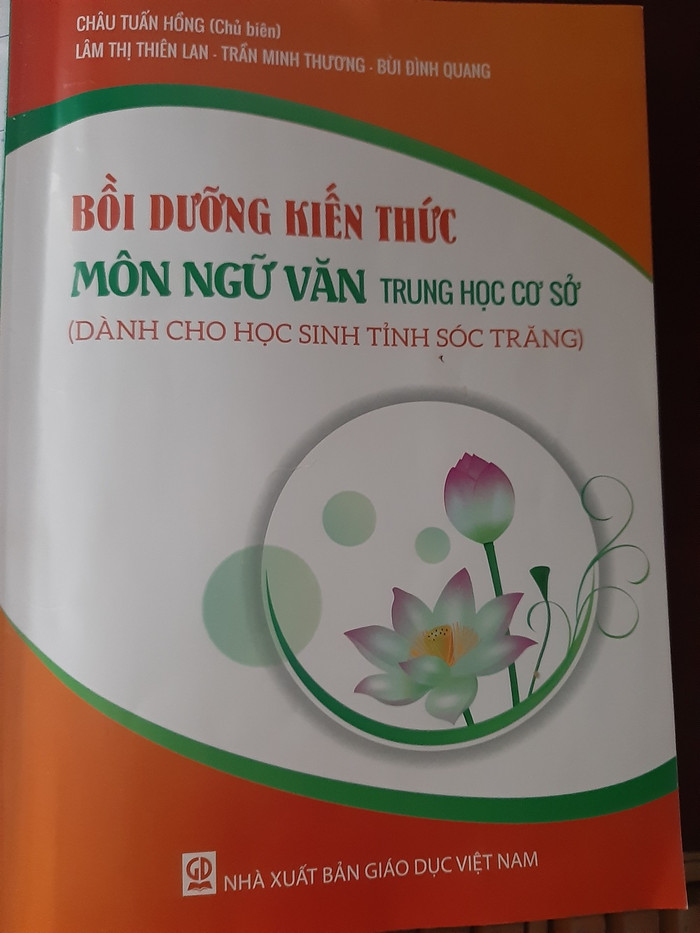 CHÂU TUẤN HỒNG (Chủ biên)
LÂM THỊ THIÊN LAN - TRẦN MINH THƯƠNG - BÙI ĐÌNH QUANG
BỒI DƯỠNG KIẾN THỨC
MÔN NGỮ VĂN TRUNG HỌC CƠ SỞ
(DÀNH CHO HỌC SINH TỈNH SÓC TRĂNG)
GD NHÀ XUẤT BẢN GIÁO DỤC VIỆT NAM